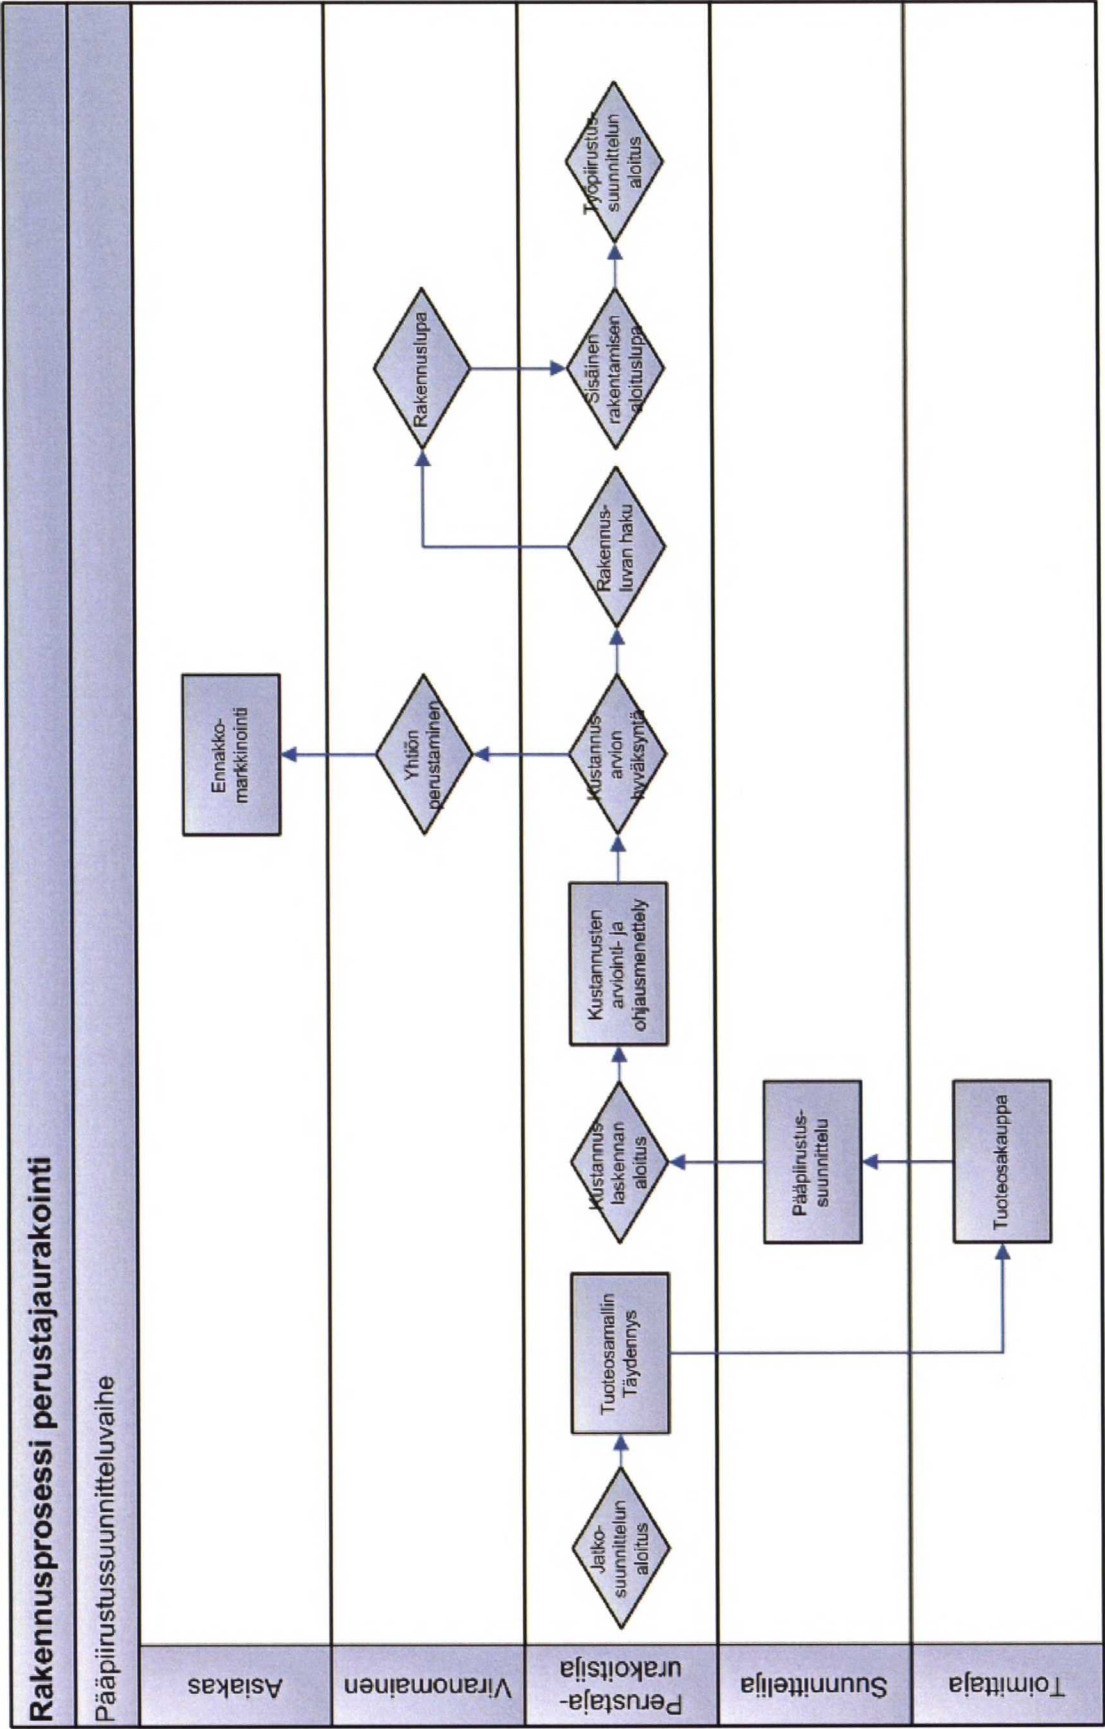 Rakennusprosessi perustajaurakointi
Pääpiirustussuunnitteluvaihe
Asiakas
Ennakko-
markkinointi
Viranomainen
Yhtiön
perustaminen
Rakennuslupa
Perustaja-
urakoitsija
Jatko-
suunnittelun
aloitus
Tuoteosamallin
Täydennys
Kustannus-
laskennan
aloitus
Kustannusten
arviointi- ja
ohjausmenettely
Kustannus-
arvion
hyväksyntä
Rakennus-
luvan haku
Sisäinen
rakentamisen
aloituslupa
Työpiirustus-
suunnittelun
aloitus
Suunnittelija
Pääpiirustus-
suunnittelu
Toimittaja
Tuoteosakauppa